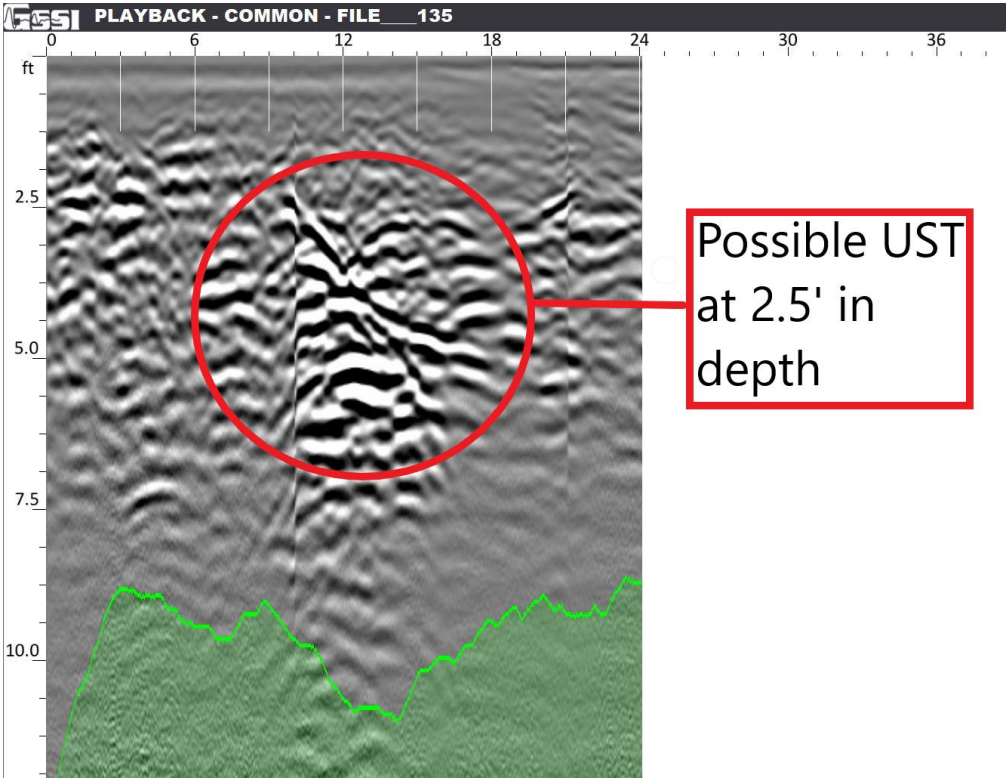 GSSI PLAYBACK - COMMON - FILE___135
0 6 12 18 24 30 36
ft
2.5
5.0
7.5
10.0
Possible UST
at 2.5' in
depth